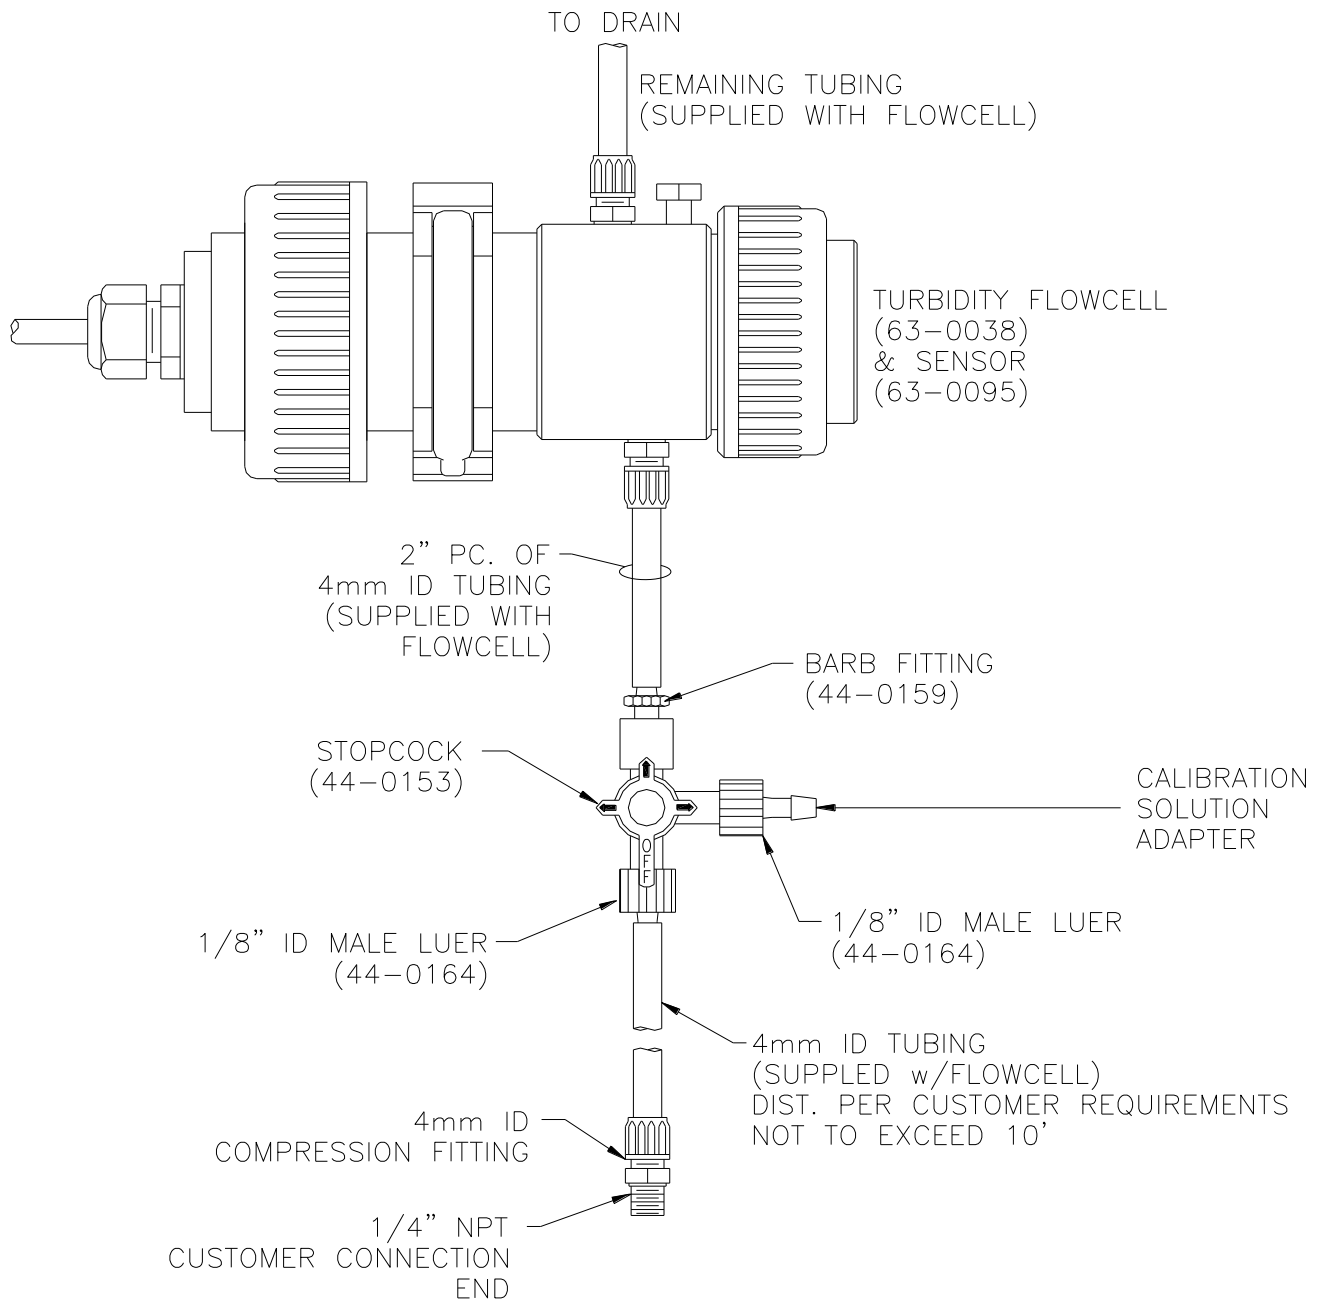 TO DRAIN
REMAINING TUBING
(SUPPLIED WITH FLOWCELL)
TURBIDITY FLOWCELL
(63-0038)
& SENSOR
(63-0095)
2" PC. OF
4mm ID TUBING
(SUPPLIED WITH
FLOWCELL)
BARB FITTING
(44-0159)
STOPCOCK
(44-0153)
CALIBRATION
SOLUTION
ADAPTER
OFF
1/8" ID MALE LUER
(44-0164)
1/8" ID MALE LUER
(44-0164)
4mm ID TUBING
(SUPPLED w/FLOWCELL)
DIST. PER CUSTOMER REQUIREMENTS
NOT TO EXCEED 10'
4mm ID
COMPRESSION FITTING
1/4" NPT
CUSTOMER CONNECTION
END